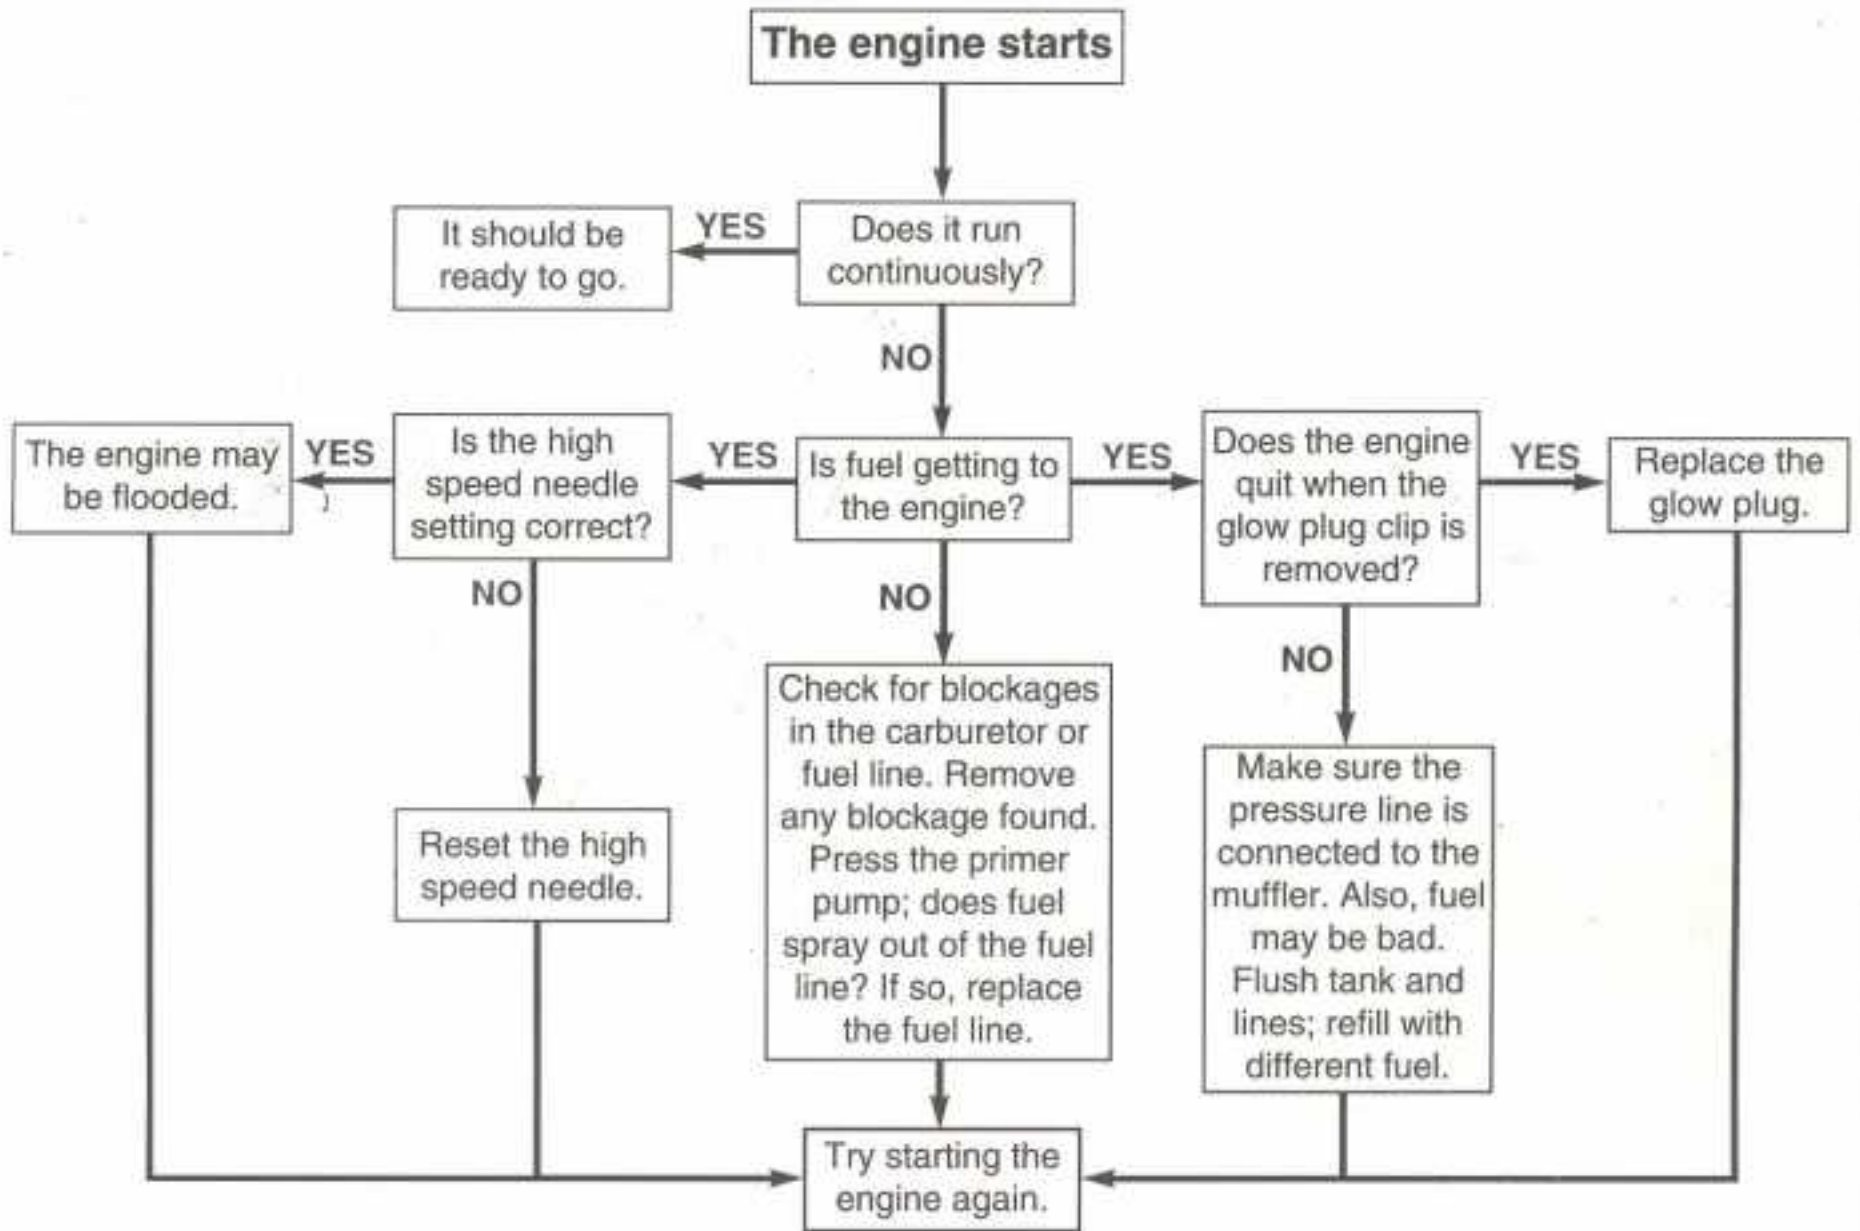 The engine starts
It should be
ready to go.
YES
Does it run
continuously?
NO
The engine may
be flooded.
YES
Is the high
speed needle
setting correct?
YES
Is fuel getting to
the engine?
YES
Does the engine
quit when the
glow plug clip is
removed?
YES
Replace the
glow plug.
NO
NO
NO
Reset the high
speed needle.
Check for blockages
in the carburetor or
fuel line. Remove
any blockage found.
Press the primer
pump; does fuel
spray out of the fuel
line? If so, replace
the fuel line.
Make sure the
pressure line is
connected to the
muffler. Also, fuel
may be bad.
Flush tank and
lines; refill with
different fuel.
Try starting the
engine again.